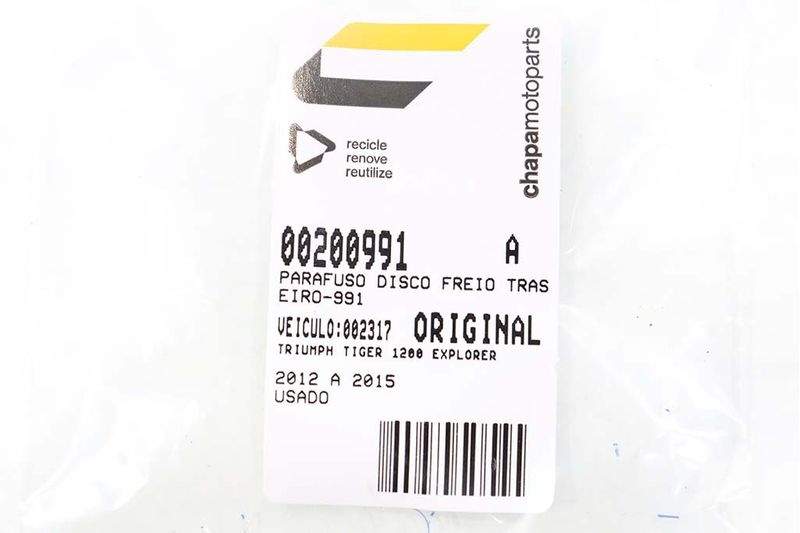 chapamotoparts
recicle
renove
reutilize
00200991 A
PARAFUSO DISCO FREIO TRAS
EIRO-991
VEICULO:002317 ORIGINAL
TRIUMPH TIGER 1200 EXPLORER
2012 A 2015
USADO